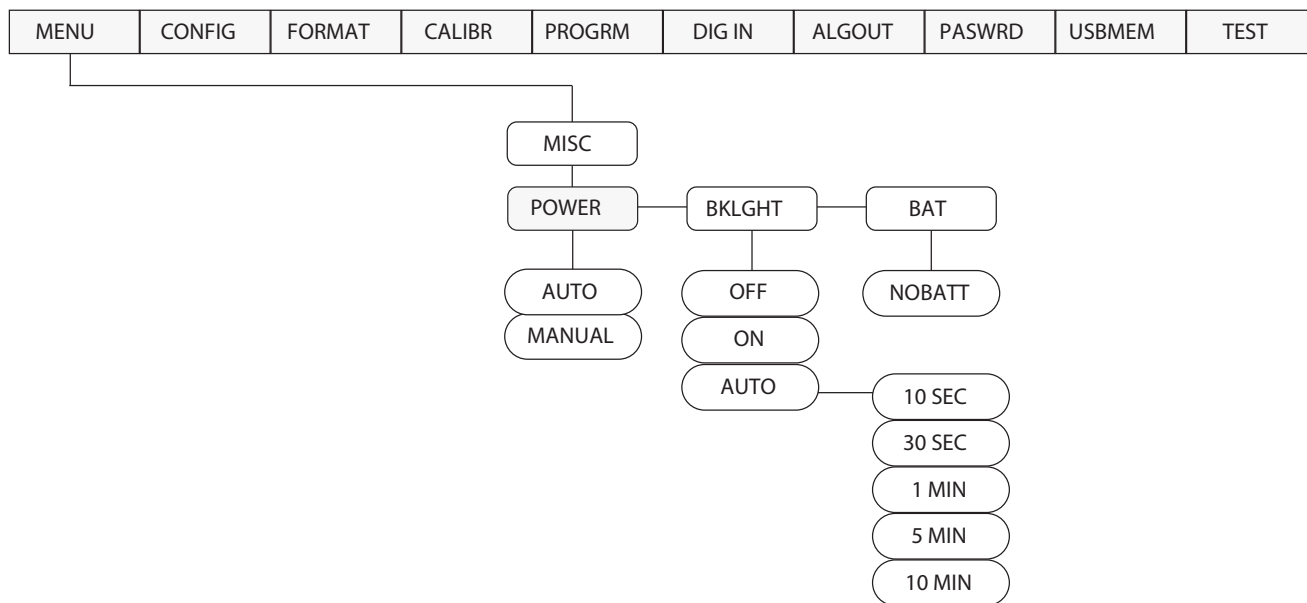 MENU CONFIG FORMAT CALIBR PROGRM DIG IN ALGOUT PASWRD USBMEM TEST
MISC
POWER BKLGHT BAT
AUTO OFF NOBATT
MANUAL ON
AUTO 10 SEC
30 SEC
1 MIN
5 MIN
10 MIN